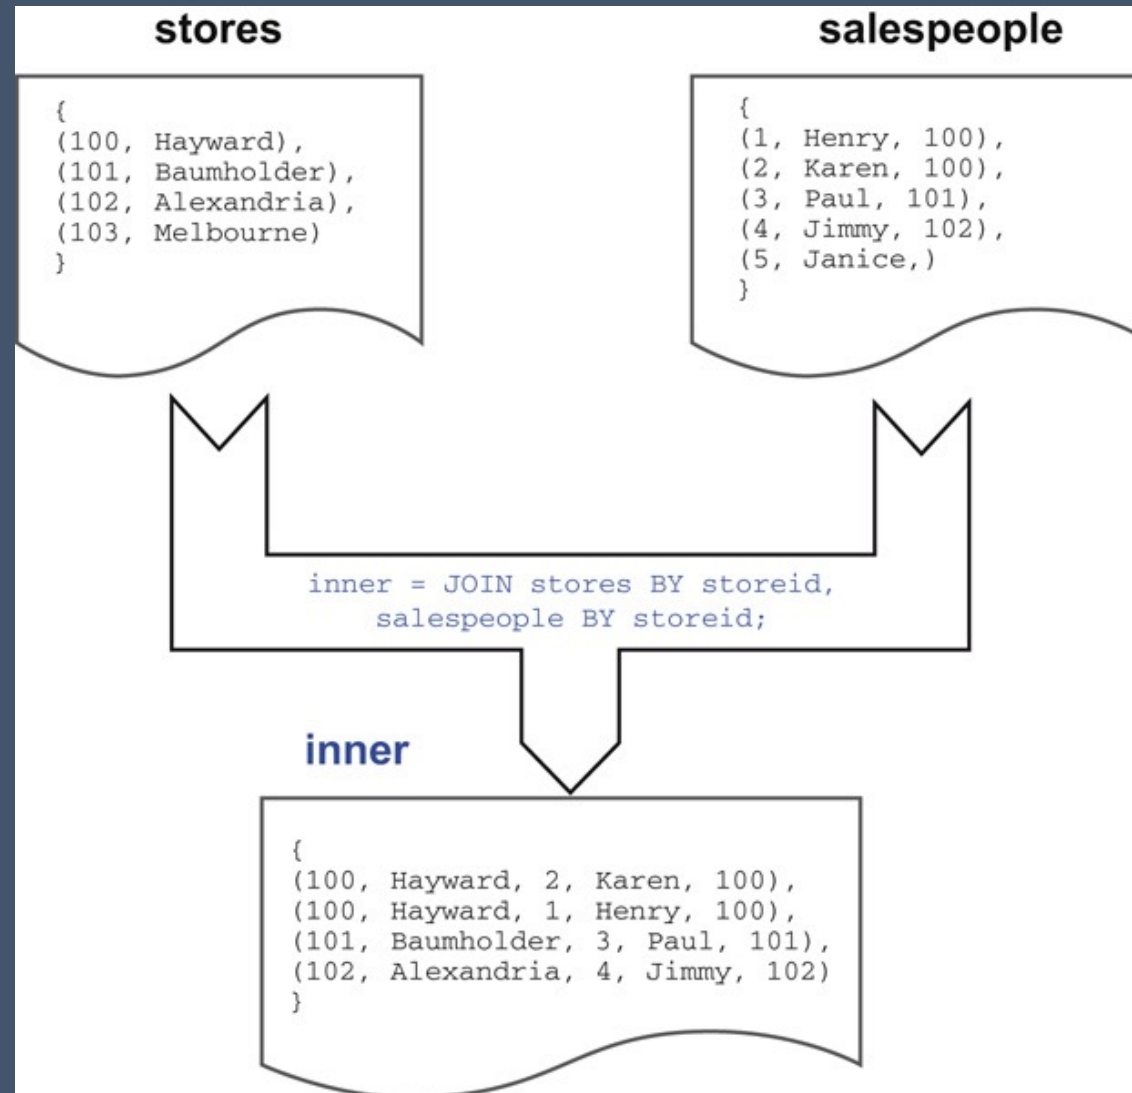 stores
{
(100, Hayward),
(101, Baumholder),
(102, Alexandria),
(103, Melbourne)
}
salespeople
{
(1, Henry, 100),
(2, Karen, 100),
(3, Paul, 101),
(4, Jimmy, 102),
(5, Janice,)
}
inner = JOIN stores BY storeid,
salespeople BY storeid;
inner
{
(100, Hayward, 2, Karen, 100),
(100, Hayward, 1, Henry, 100),
(101, Baumholder, 3, Paul, 101),
(102, Alexandria, 4, Jimmy, 102)
}